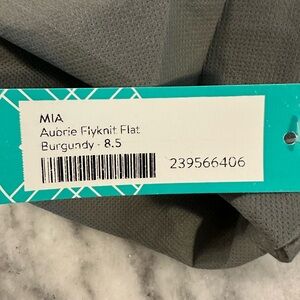 MIA
Aubrie Flyknit Flat
Burgundy - 8.5
239566406